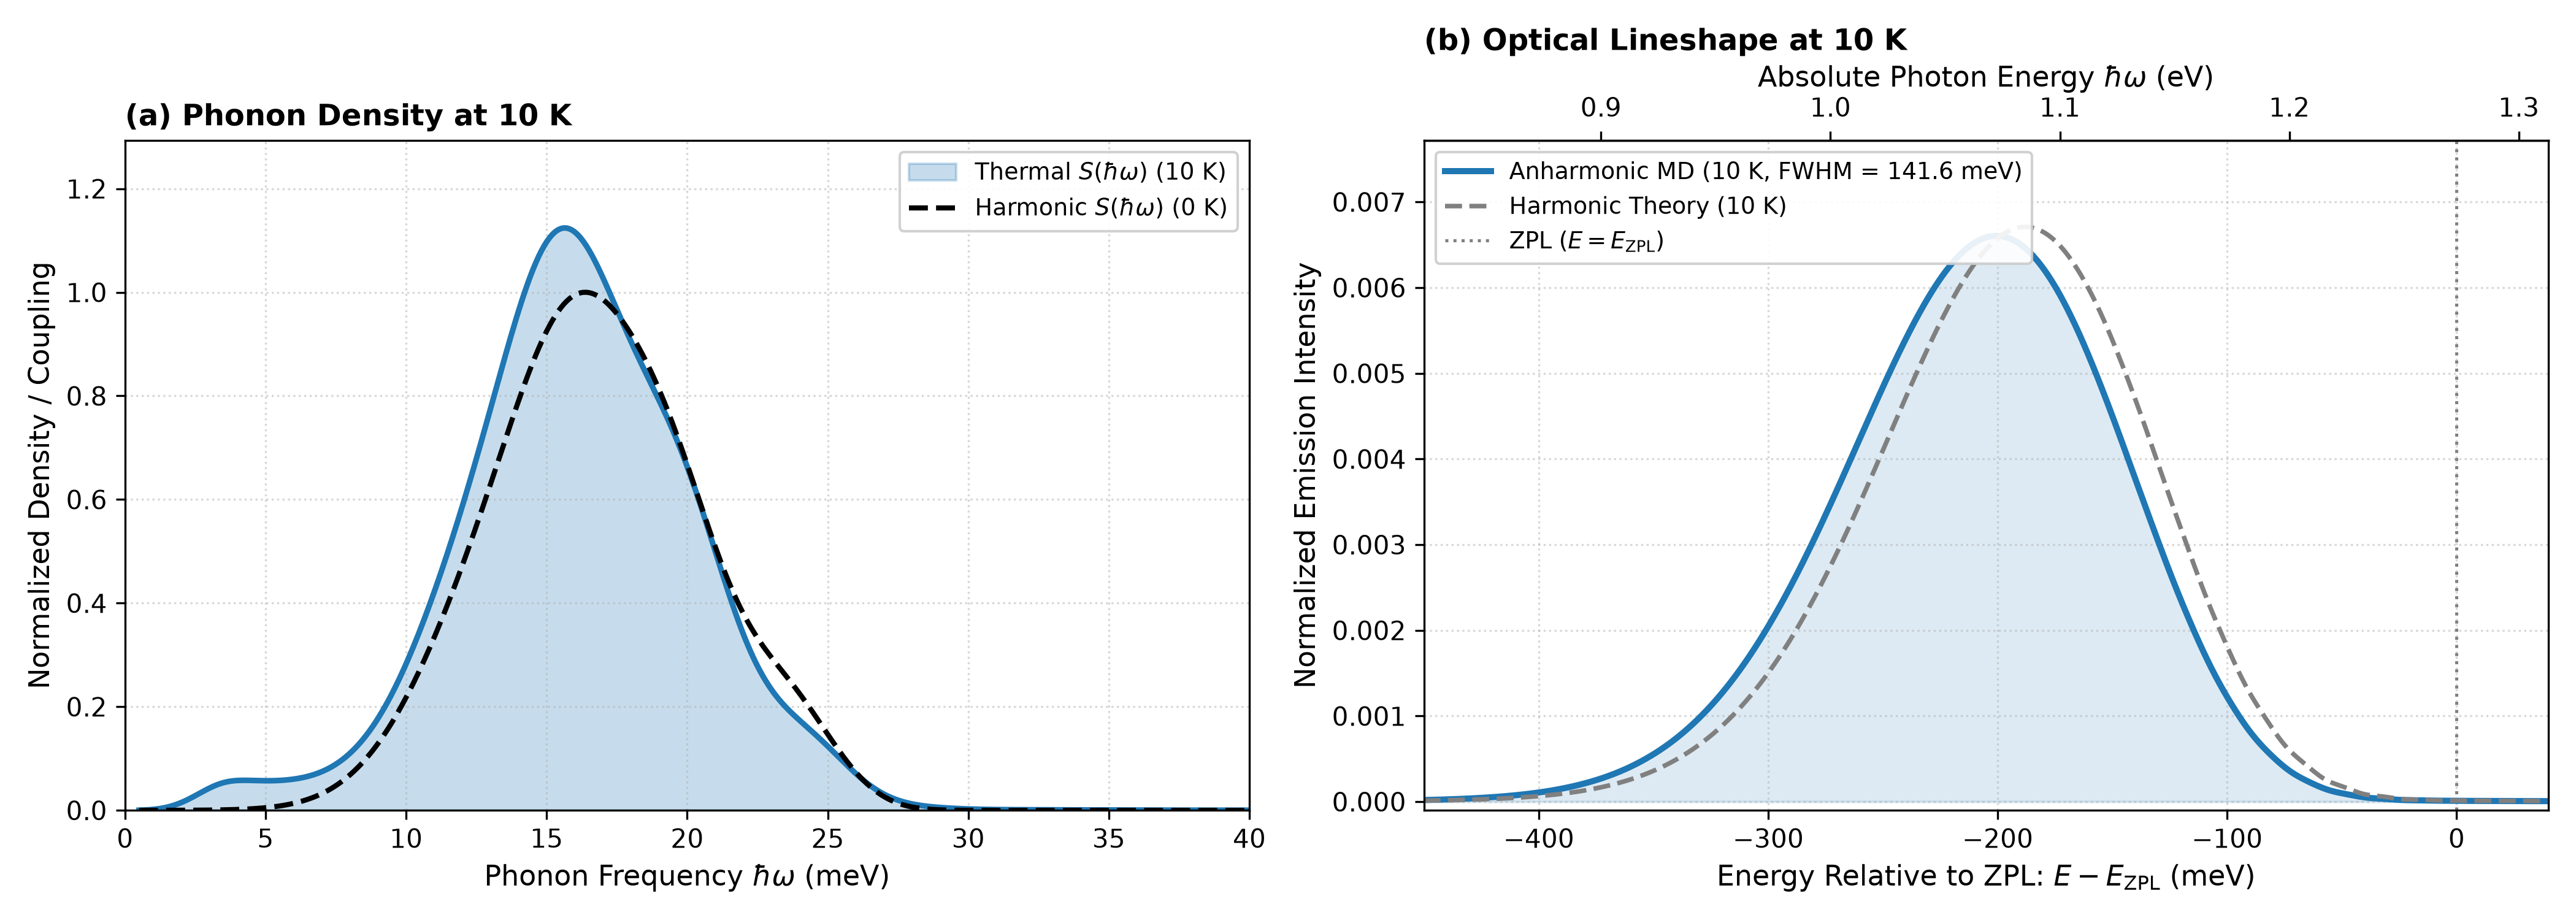 (a) Phonon Density at 10 K
Normalized Density / Coupling
1.2
1.0
0.8
0.6
0.4
0.2
0.0
Thermal S(ℏω) (10 K)
Harmonic S(ℏω) (0 K)
0 5 10 15 20 25 30 35 40
Phonon Frequency ℏω (meV)
(b) Optical Lineshape at 10 K
Absolute Photon Energy ℏω (eV)
0.9 1.0 1.1 1.2 1.3
Normalized Emission Intensity
0.007
0.006
0.005
0.004
0.003
0.002
0.001
0.000
Anharmonic MD (10 K, FWHM = 141.6 meV)
Harmonic Theory (10 K)
ZPL (E = E_ZPL)
−400 −300 −200 −100 0
Energy Relative to ZPL: E − E_ZPL (meV)